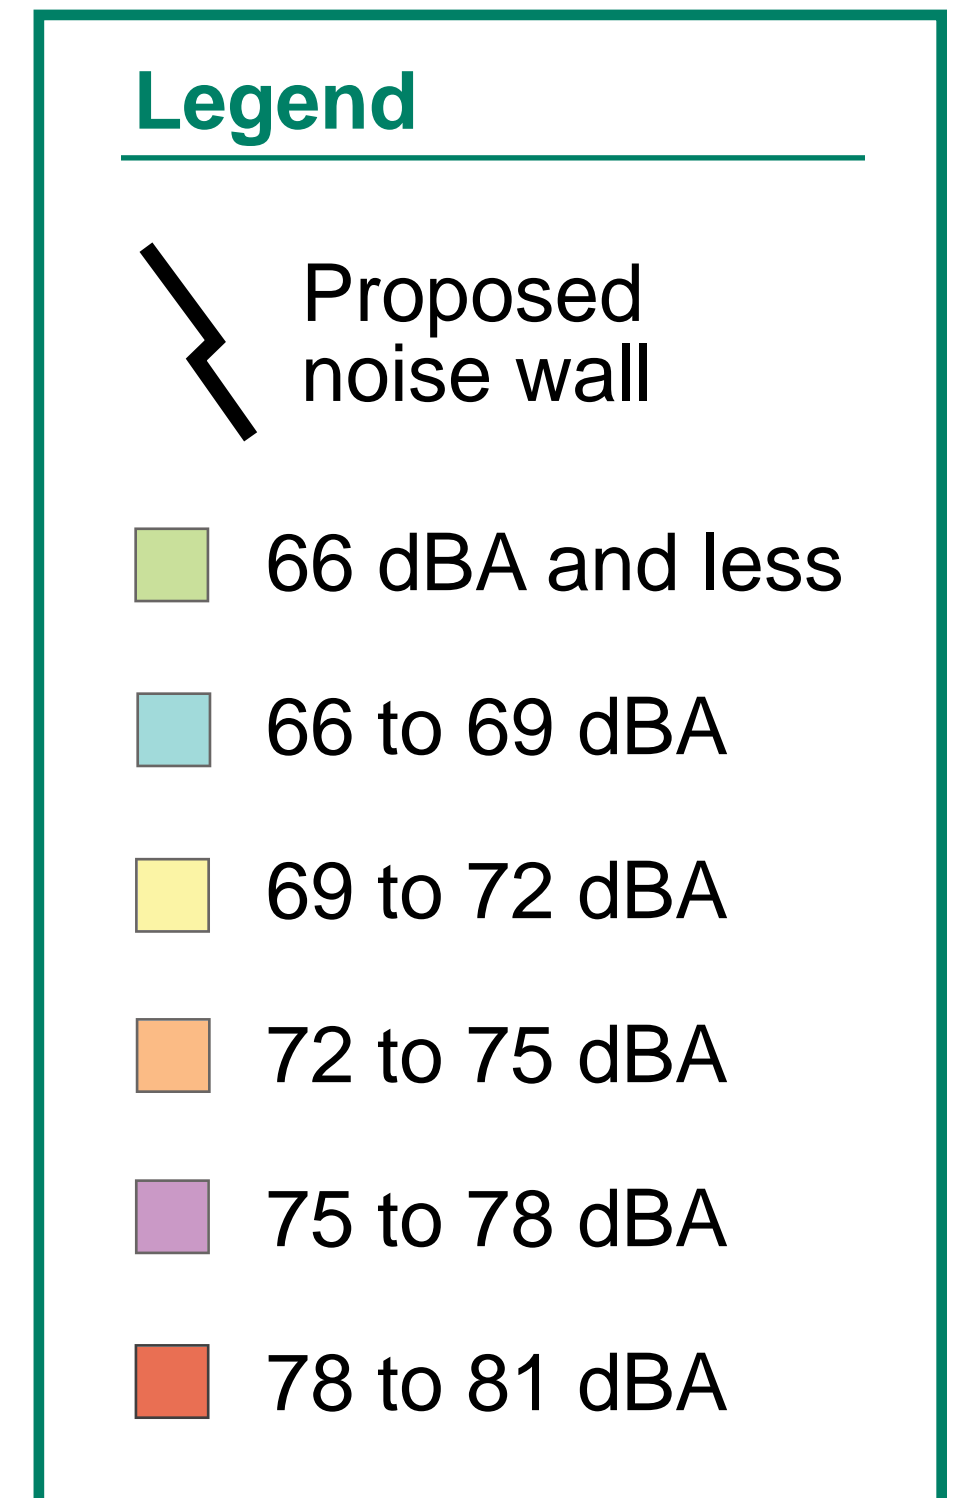 Legend
Proposed
noise wall
66 dBA and less
66 to 69 dBA
69 to 72 dBA
72 to 75 dBA
75 to 78 dBA
78 to 81 dBA